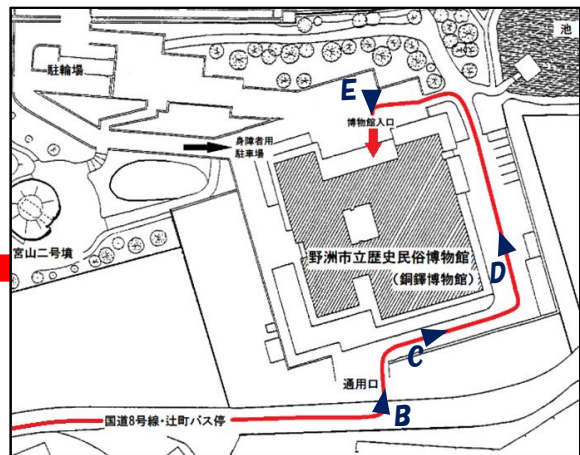 池
駐輪場
E
博物館入口
身障者用
駐車場
宮山二号墳
野洲市立歴史民俗博物館
（銅鐸博物館）
D
C
通用口
B
国道8号線・辻町バス停